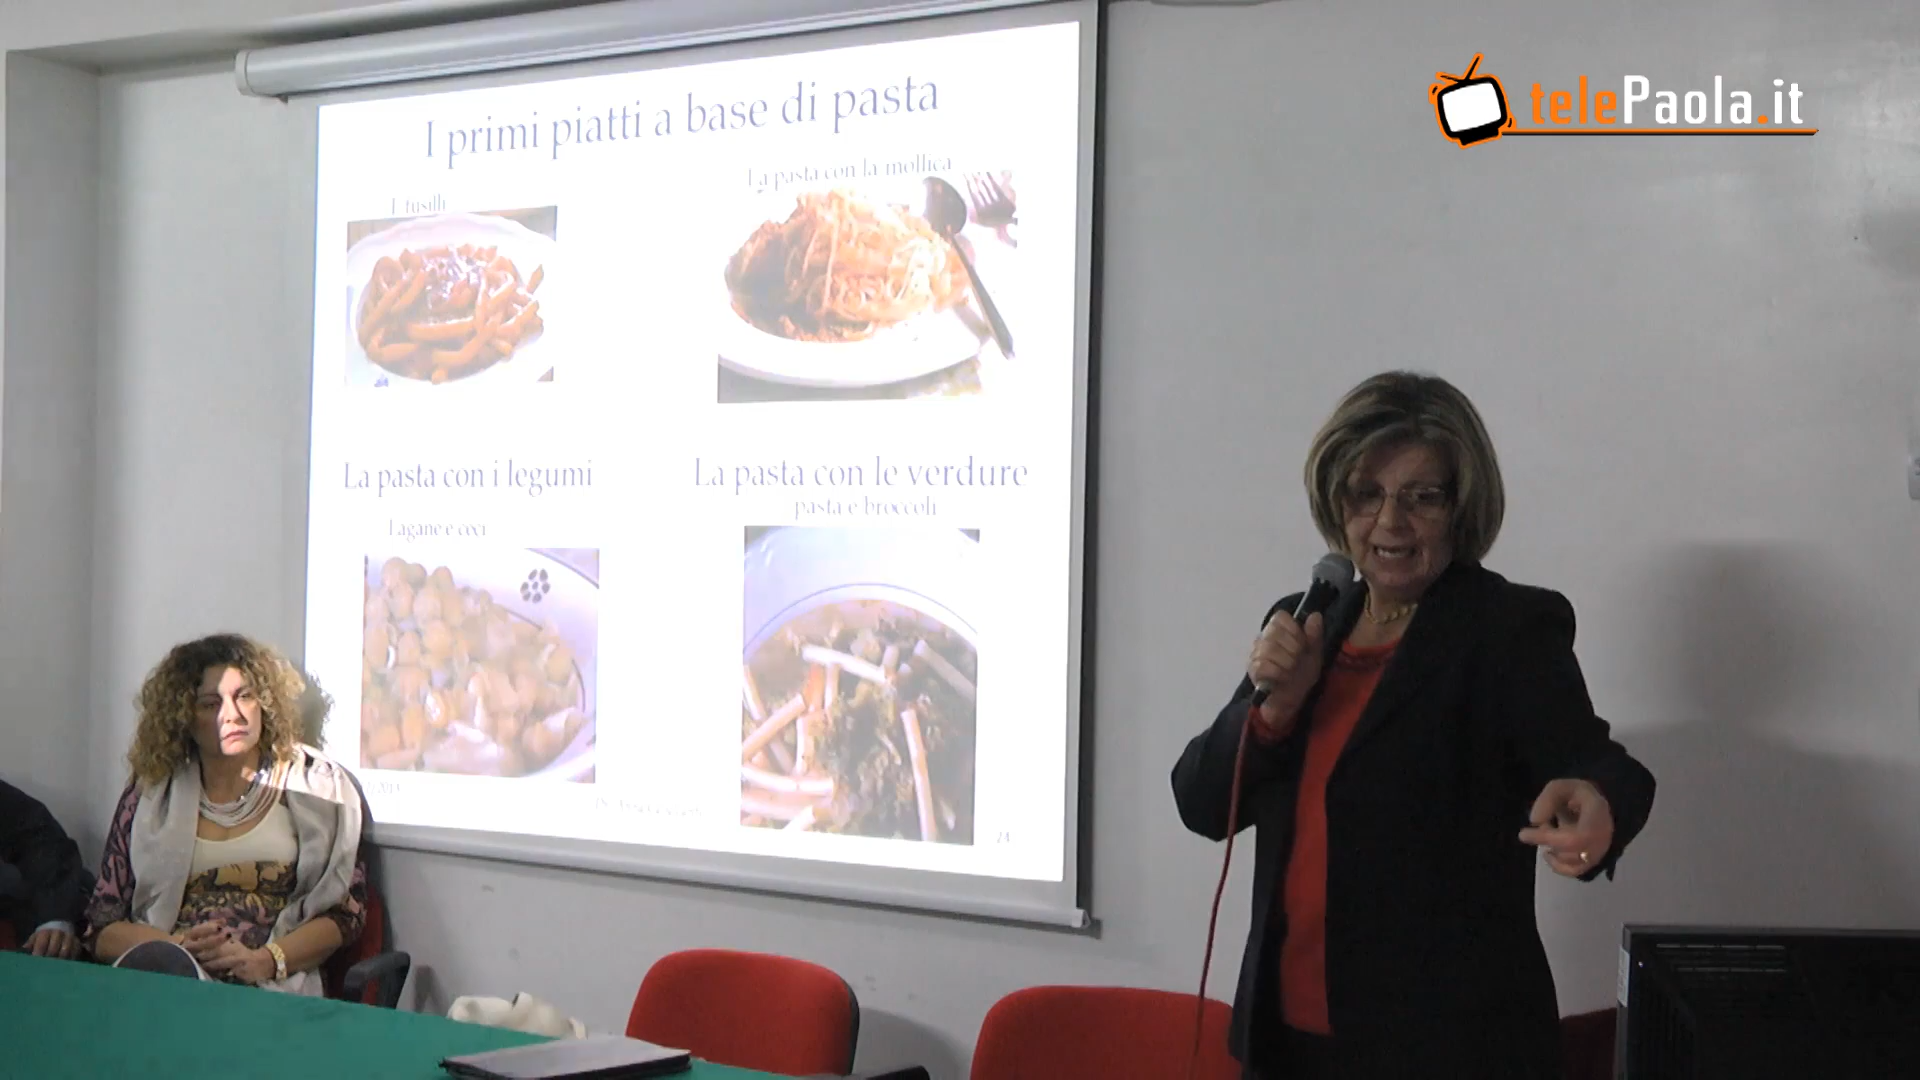 telePaola.it
I primi piatti a base di pasta
I fusilli
La pasta con la mollica
La pasta con i legumi
La pasta con le verdure
Lagane e ceci
pasta e broccoli
24